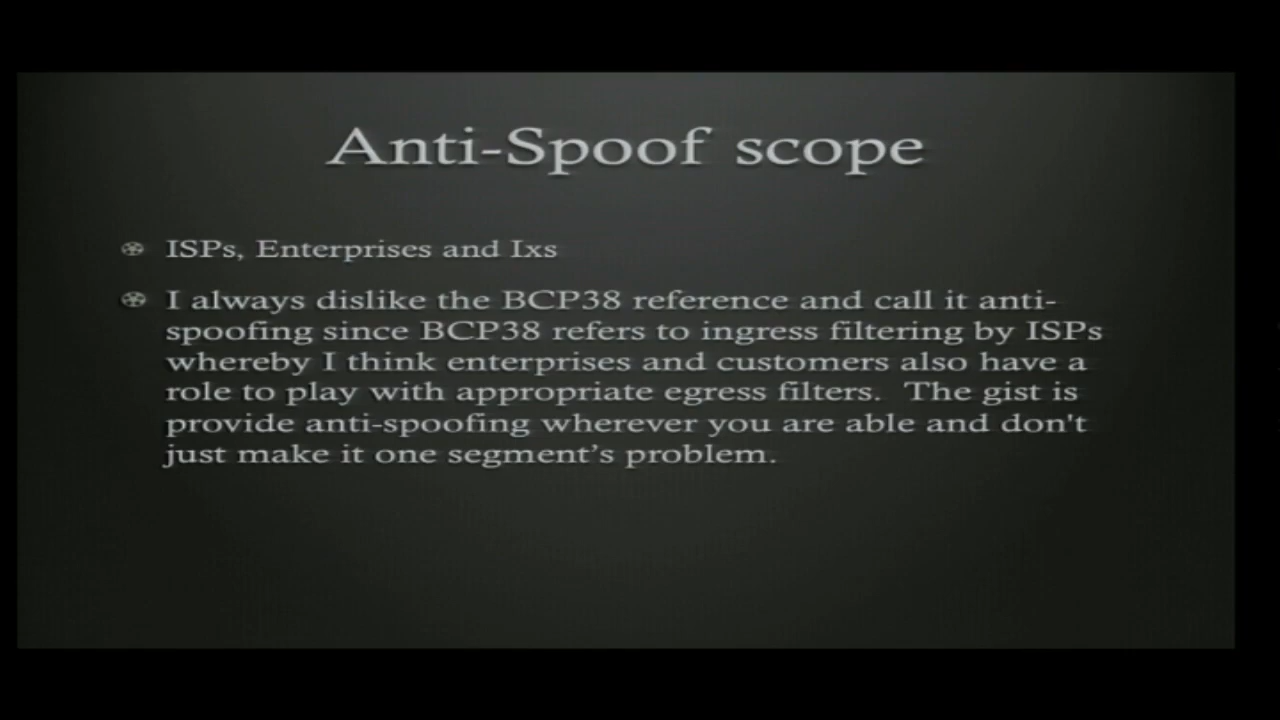 Anti-Spoof scope
ISPs, Enterprises and Ixs
I always dislike the BCP38 reference and call it anti-
spoofing since BCP38 refers to ingress filtering by ISPs
whereby I think enterprises and customers also have a
role to play with appropriate egress filters.  The gist is
provide anti-spoofing wherever you are able and don't
just make it one segment’s problem.